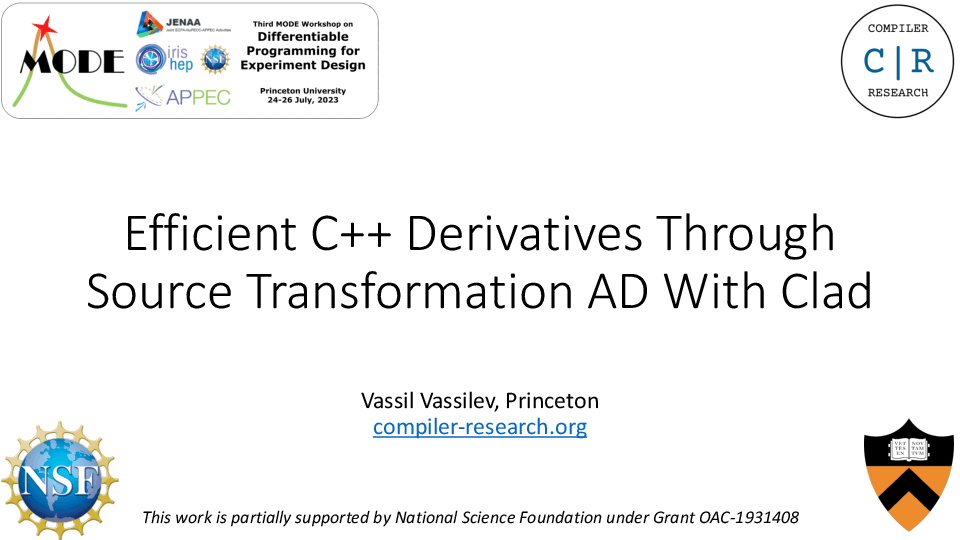 MODE
JENAA
Joint ECFA-NuPECC-APPEC Activities
iris
hep
NSF
APPEC
Third MODE Workshop on
Differentiable
Programming for
Experiment Design
Princeton University
24-26 July, 2023
COMPILER
C|R
RESEARCH
Efficient C++ Derivatives Through
Source Transformation AD With Clad
Vassil Vassilev, Princeton
compiler-research.org
NSF
VET NOV
TES TAM
EN TVM
This work is partially supported by National Science Foundation under Grant OAC-1931408